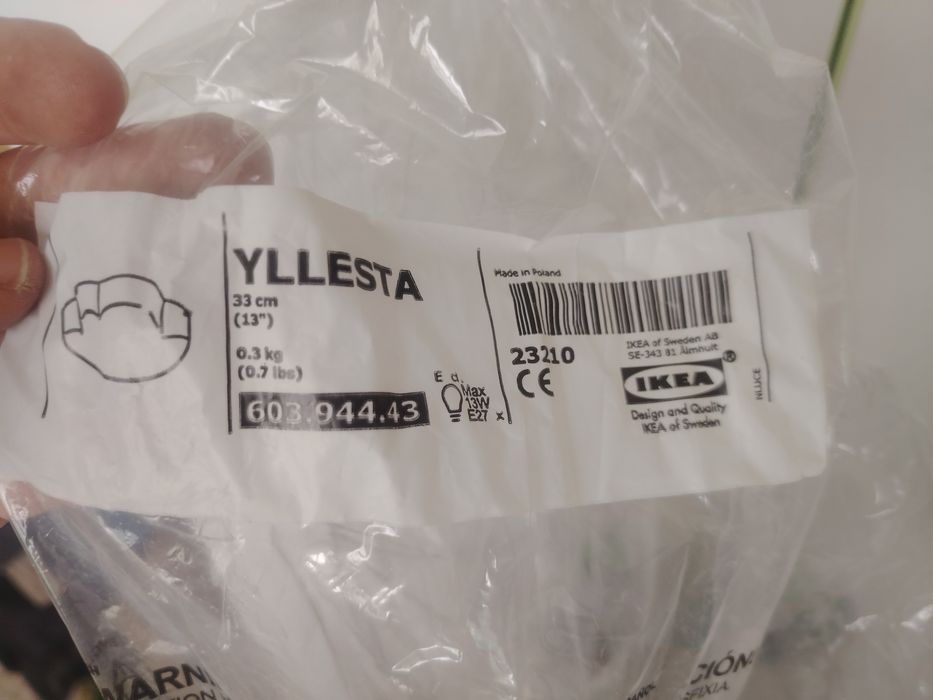 YLLESTA
33 cm
(13")
0.3 kg
(0.7 lbs)
603.944.43
Max
13W
E27
Made in Poland
23210
CE
IKEA of Sweden AB
SE-343 81 Älmhult
IKEA®
Design and Quality
IKEA of Sweden